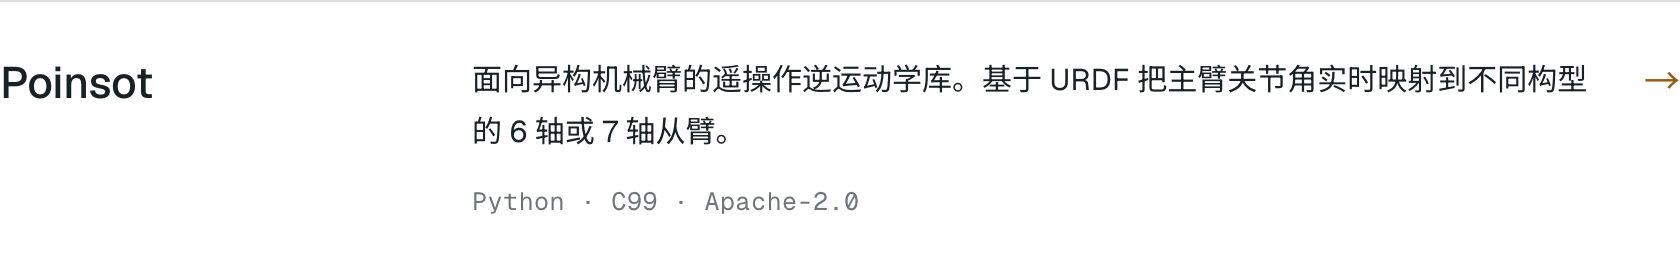 Poinsot
面向异构机械臂的遥操作逆运动学库。基于 URDF 把主臂关节角实时映射到不同构型
的 6 轴或 7 轴从臂。
→
Python · C99 · Apache-2.0